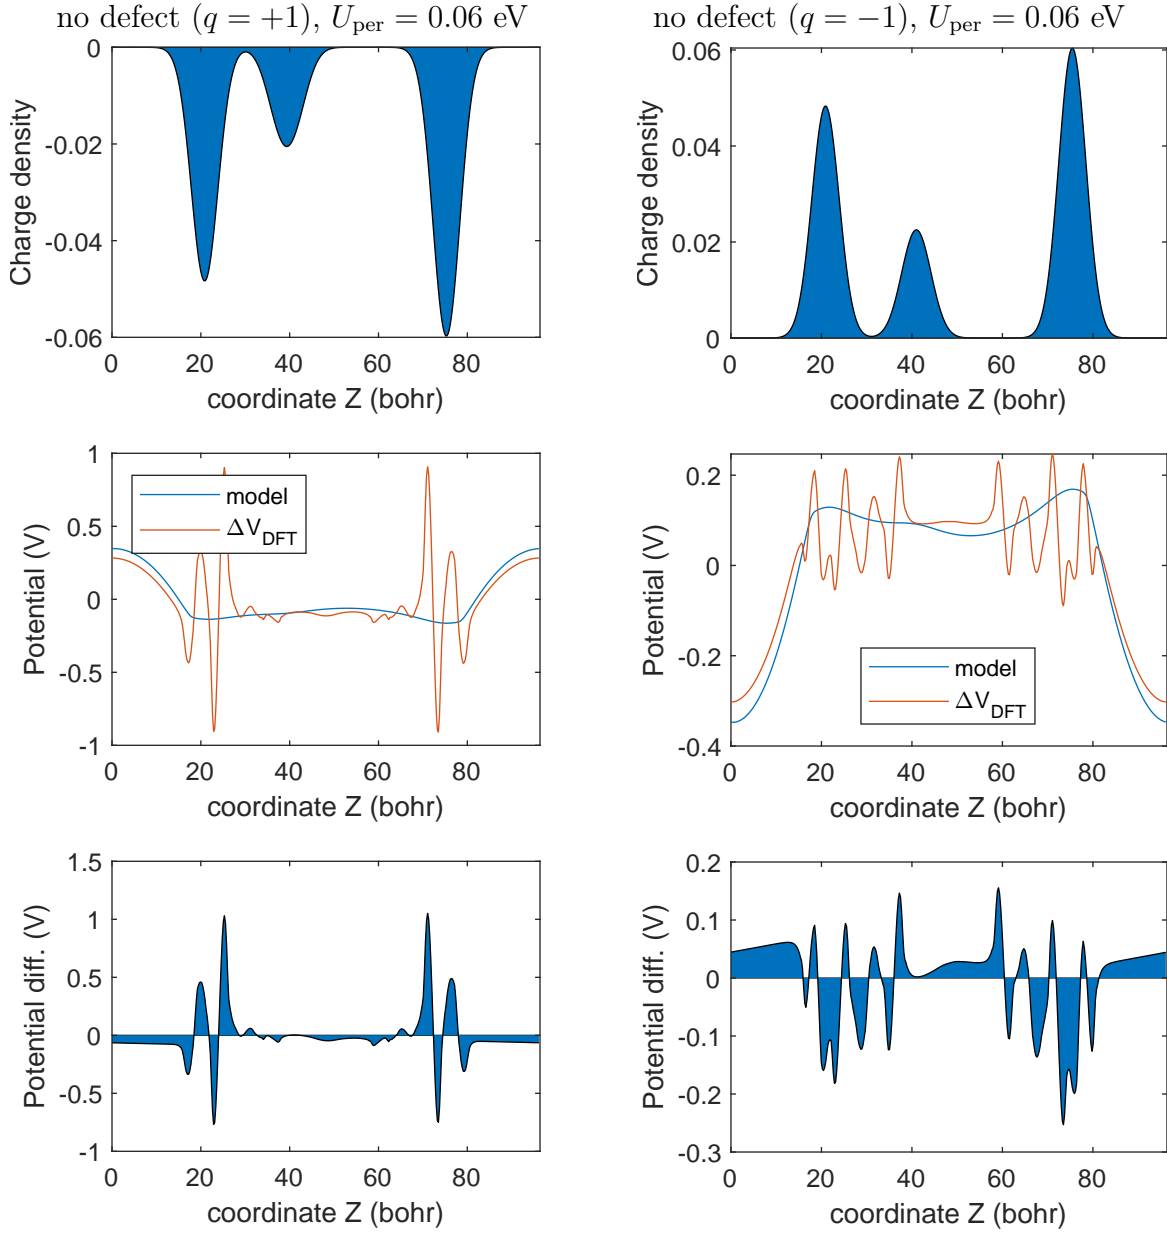 no defect (q = +1), U_per = 0.06 eV
0
-0.02
-0.04
-0.06
Charge density
0 20 40 60 80
coordinate Z (bohr)
no defect (q = −1), U_per = 0.06 eV
0.06
0.04
0.02
0
Charge density
0 20 40 60 80
coordinate Z (bohr)
1
0.5
0
-0.5
-1
Potential (V)
model
ΔV_DFT
0 20 40 60 80
coordinate Z (bohr)
0.2
0
-0.2
-0.4
Potential (V)
model
ΔV_DFT
0 20 40 60 80
coordinate Z (bohr)
1.5
1
0.5
0
-0.5
-1
Potential diff. (V)
0 20 40 60 80
coordinate Z (bohr)
0.2
0.1
0
-0.1
-0.2
-0.3
Potential diff. (V)
0 20 40 60 80
coordinate Z (bohr)